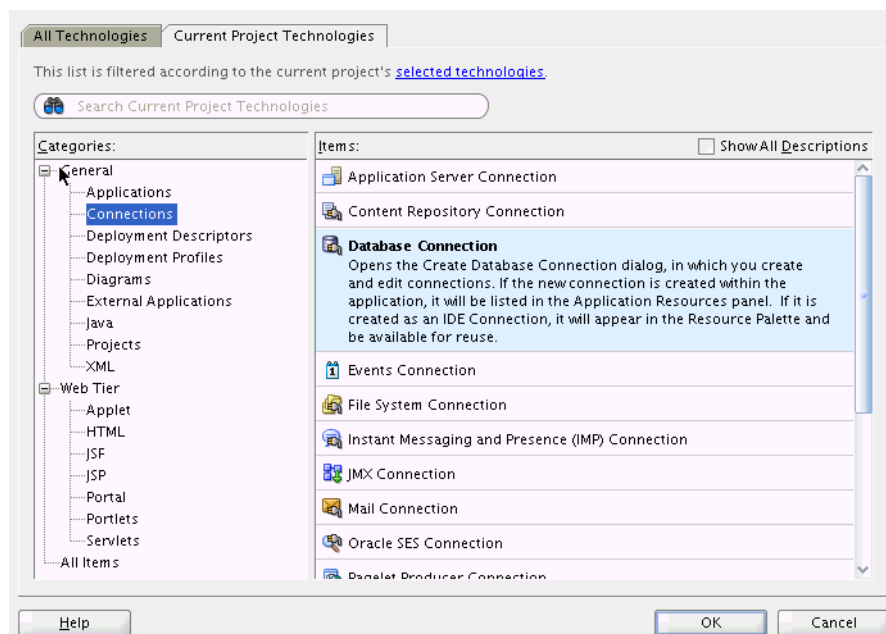 All Technologies
Current Project Technologies
This list is filtered according to the current project's selected technologies.
Search Current Project Technologies
Categories:
General
Applications
Connections
Deployment Descriptors
Deployment Profiles
Diagrams
External Applications
Java
Projects
XML
Web Tier
Applet
HTML
JSF
JSP
Portal
Portlets
Servlets
All Items
Items:
Show All Descriptions
Application Server Connection
Content Repository Connection
Database Connection
Opens the Create Database Connection dialog, in which you create
and edit connections. If the new connection is created within the
application, it will be listed in the Application Resources panel. If it is
created as an IDE Connection, it will appear in the Resource Palette and
be available for reuse.
Events Connection
File System Connection
Instant Messaging and Presence (IMP) Connection
JMX Connection
Mail Connection
Oracle SES Connection
Pagelet Producer Connection
Help
OK
Cancel